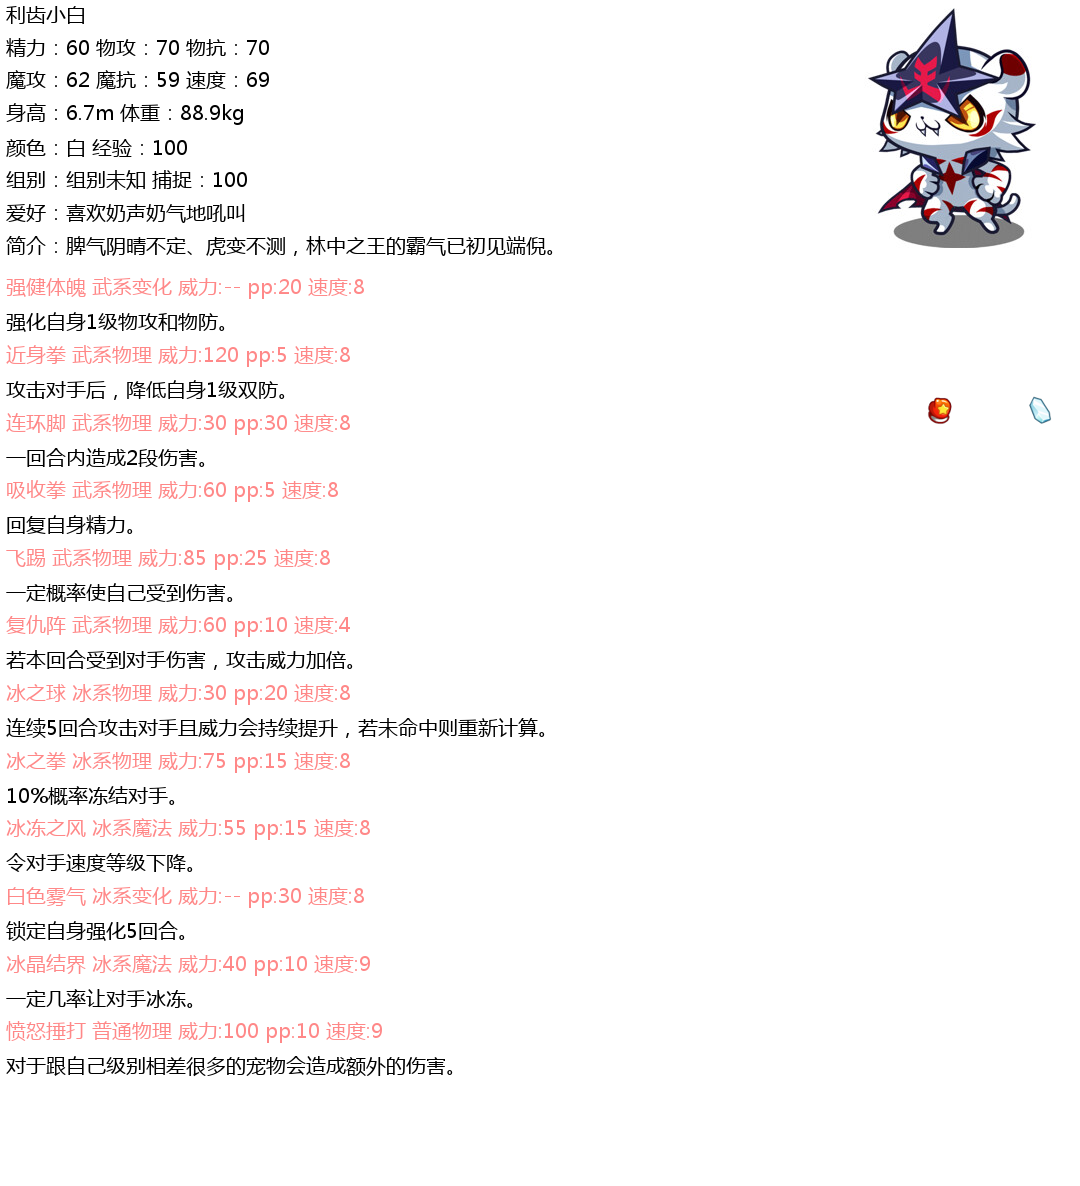 利齿小白
精力：60 物攻：70 物抗：70
魔攻：62 魔抗：59 速度：69
身高：6.7m 体重：88.9kg
颜色：白 经验：100
组别：组别未知 捕捉：100
爱好：喜欢奶声奶气地吼叫
简介：脾气阴晴不定、虎变不测，林中之王的霸气已初见端倪。
强健体魄 武系变化 威力:-- pp:20 速度:8
强化自身1级物攻和物防。
近身拳 武系物理 威力:120 pp:5 速度:8
攻击对手后，降低自身1级双防。
连环脚 武系物理 威力:30 pp:30 速度:8
一回合内造成2段伤害。
吸收拳 武系物理 威力:60 pp:5 速度:8
回复自身精力。
飞踢 武系物理 威力:85 pp:25 速度:8
一定概率使自己受到伤害。
复仇阵 武系物理 威力:60 pp:10 速度:4
若本回合受到对手伤害，攻击威力加倍。
冰之球 冰系物理 威力:30 pp:20 速度:8
连续5回合攻击对手且威力会持续提升，若未命中则重新计算。
冰之拳 冰系物理 威力:75 pp:15 速度:8
10%概率冻结对手。
冰冻之风 冰系魔法 威力:55 pp:15 速度:8
令对手速度等级下降。
白色雾气 冰系变化 威力:-- pp:30 速度:8
锁定自身强化5回合。
冰晶结界 冰系魔法 威力:40 pp:10 速度:9
一定几率让对手冰冻。
愤怒捶打 普通物理 威力:100 pp:10 速度:9
对于跟自己级别相差很多的宠物会造成额外的伤害。